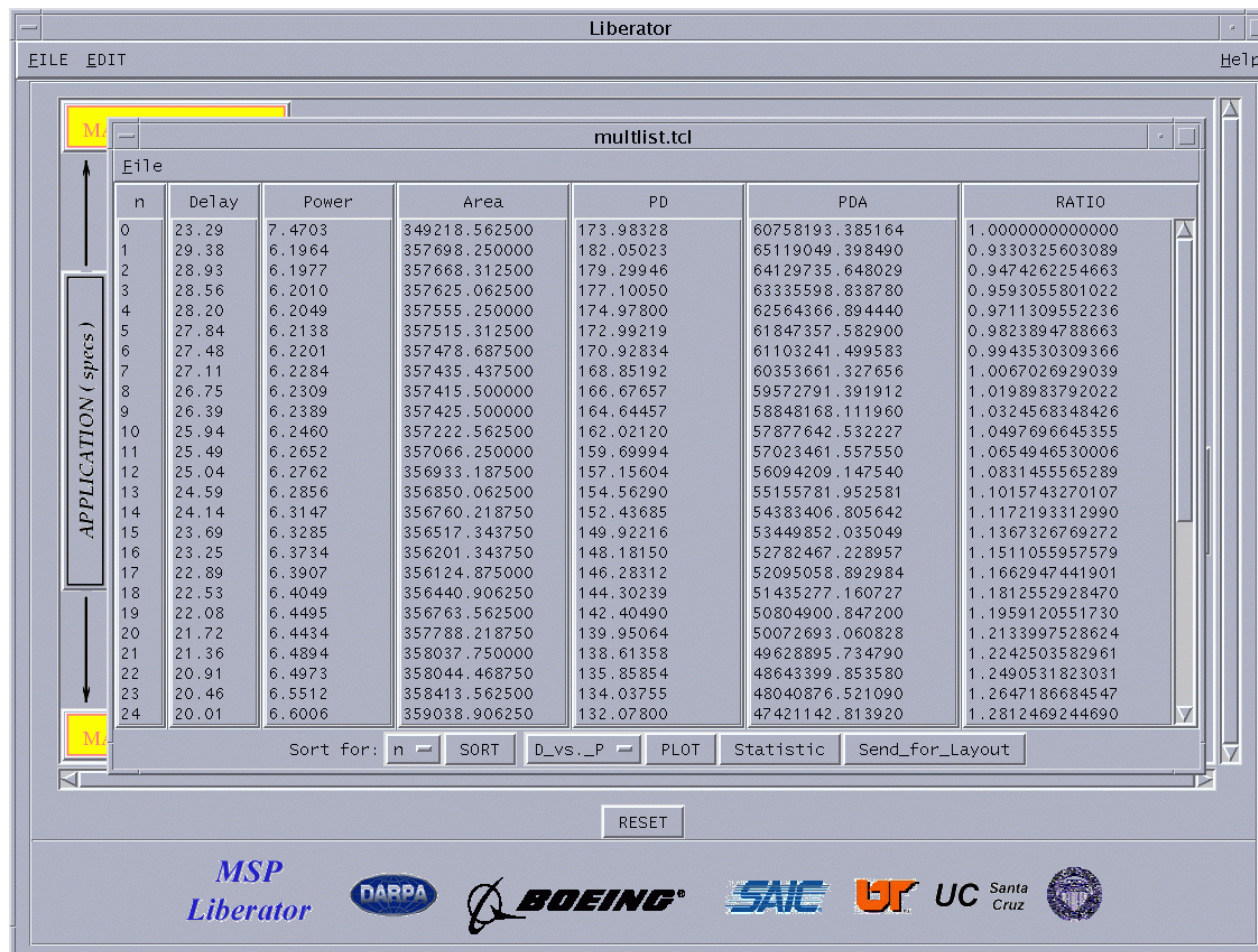 Liberator
FILE EDIT Help
MA
multlist.tcl
File
n Delay Power Area PD PDA RATIO
0 23.29 7.4703 349218.562500 173.98328 60758193.385164 1.0000000000000
1 29.38 6.1964 357698.250000 182.05023 65119049.398490 0.9330325603089
2 28.93 6.1977 357668.312500 179.29946 64129735.648029 0.9474262254663
3 28.56 6.2010 357625.062500 177.10050 63335598.838780 0.9593055801022
4 28.20 6.2049 357555.250000 174.97800 62564366.894440 0.9711309552236
5 27.84 6.2138 357515.312500 172.99219 61847357.582900 0.9823894788663
6 27.48 6.2201 357478.687500 170.92834 61103241.499583 0.9943530309366
7 27.11 6.2284 357435.437500 168.85192 60353661.327656 1.0067026929039
8 26.75 6.2309 357415.500000 166.67657 59572791.391912 1.0198983792022
9 26.39 6.2389 357425.500000 164.64457 58848168.111960 1.0324568348426
10 25.94 6.2460 357222.562500 162.02120 57877642.532227 1.0497696645355
11 25.49 6.2652 357066.250000 159.69994 57023461.557550 1.0654946530006
12 25.04 6.2762 356933.187500 157.15604 56094209.147540 1.0831455565289
13 24.59 6.2856 356850.062500 154.56290 55155781.952581 1.1015743270107
14 24.14 6.3147 356760.218750 152.43685 54383406.805642 1.1172193312990
15 23.69 6.3285 356517.343750 149.92216 53449852.035049 1.1367326769272
16 23.25 6.3734 356201.343750 148.18150 52782467.228957 1.1511055957579
17 22.89 6.3907 356124.875000 146.28312 52095058.892984 1.1662947441901
18 22.53 6.4049 356440.906250 144.30239 51435277.160727 1.1812552928470
19 22.08 6.4495 356763.562500 142.40490 50804900.847200 1.1959120551730
20 21.72 6.4434 357788.218750 139.95064 50072693.060828 1.2133997528624
21 21.36 6.4894 358037.750000 138.61358 49628895.734790 1.2242503582961
22 20.91 6.4973 358044.468750 135.85854 48643399.853580 1.2490531823031
23 20.46 6.5512 358413.562500 134.03755 48040876.521090 1.2647186684547
24 20.01 6.6006 359038.906250 132.07800 47421142.813920 1.2812469244690
APPLICATION ( specs )
MA
Sort for: n SORT D_vs._P PLOT Statistic Send_for_Layout
RESET
MSP
Liberator
DARPA
BOEING®
SAIC
UT
UC Santa
Cruz